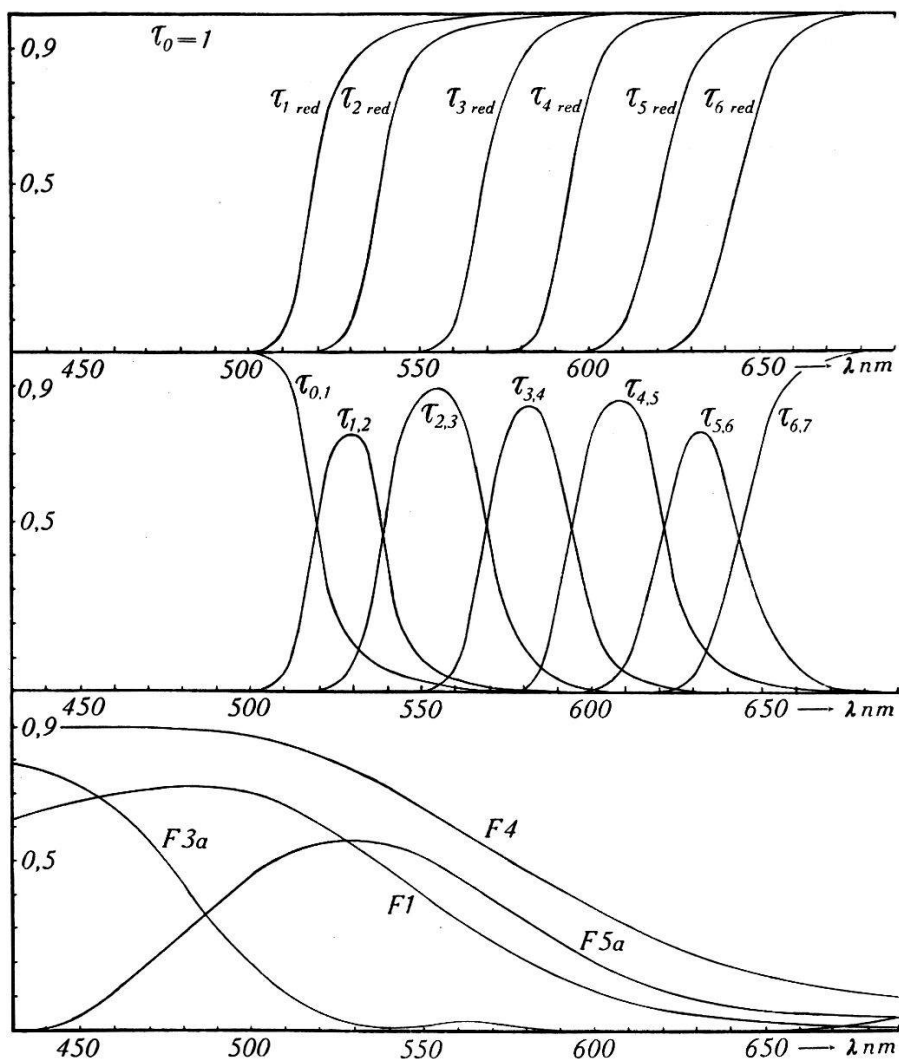 0,9
τ0=1
τ1 red
τ2 red
τ3 red
τ4 red
τ5 red
τ6 red
0,5
450 500 550 600 650 → λ nm
0,9
τ0,1
τ1,2
τ2,3
τ3,4
τ4,5
τ5,6
τ6,7
0,5
450 500 550 600 650 → λ nm
0,9
F3a
F4
0,5
F1
F5a
450 500 550 600 650 → λ nm